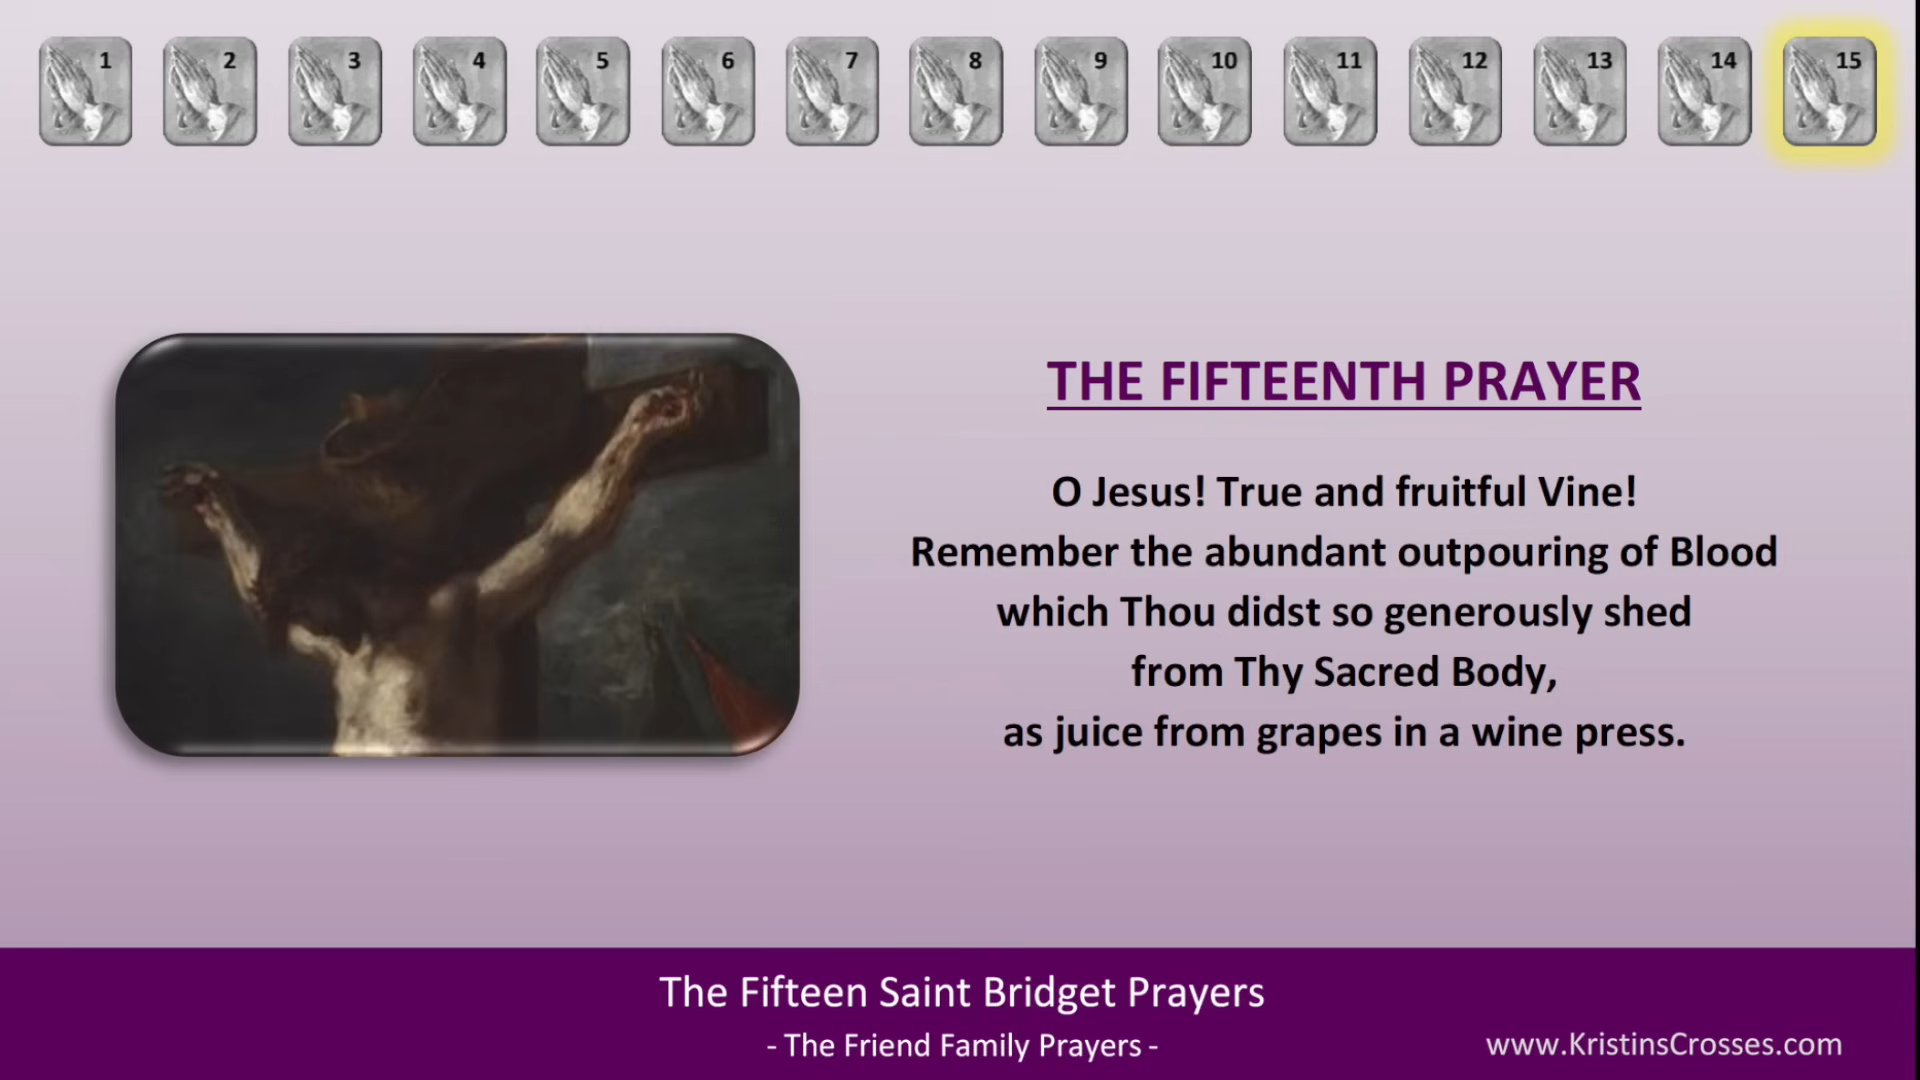 1 2 3 4 5 6 7 8 9 10 11 12 13 14 15
THE FIFTEENTH PRAYER
O Jesus! True and fruitful Vine!
Remember the abundant outpouring of Blood
which Thou didst so generously shed
from Thy Sacred Body,
as juice from grapes in a wine press.
The Fifteen Saint Bridget Prayers
- The Friend Family Prayers -
www.KristinsCrosses.com